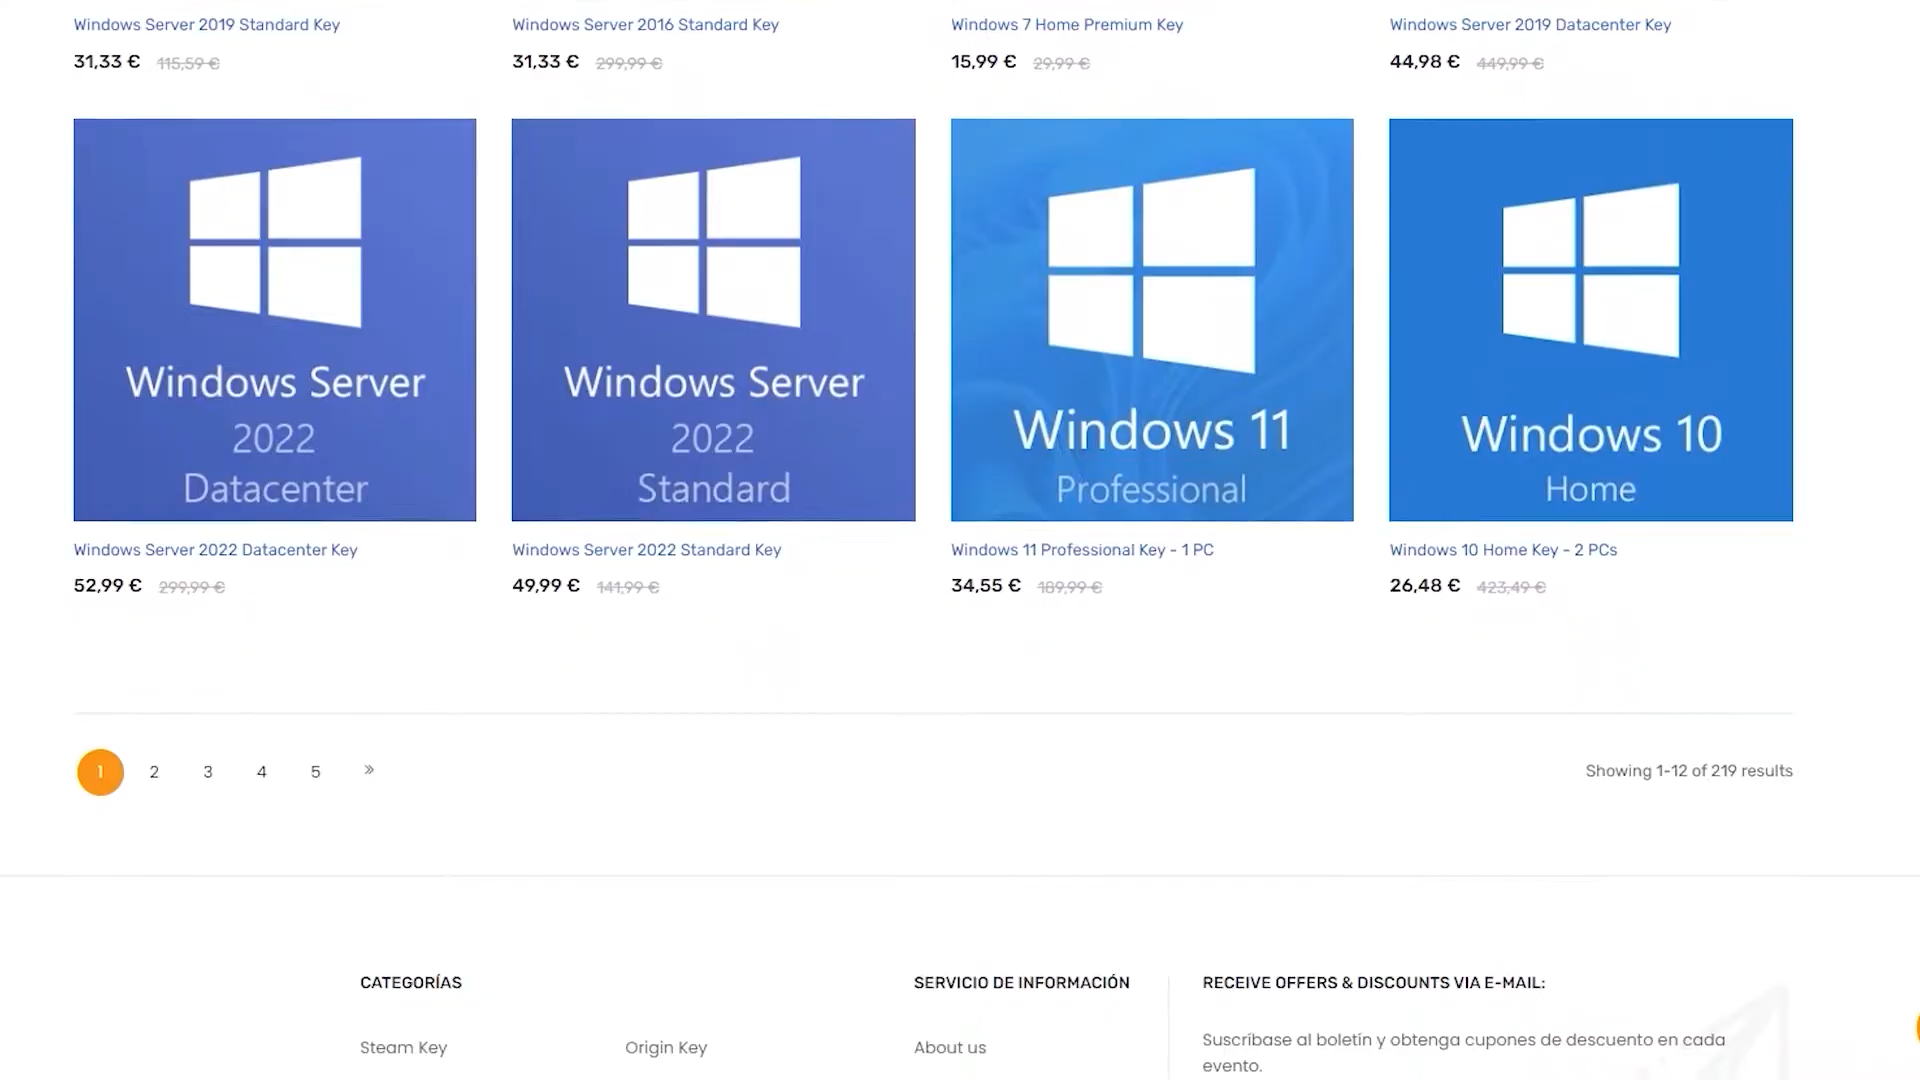 Windows Server 2019 Standard Key
Windows Server 2016 Standard Key
Windows 7 Home Premium Key
Windows Server 2019 Datacenter Key
31,33 € 115,59 €
31,33 € 299,99 €
15,99 € 29,99 €
44,98 € 449,99 €
Windows Server
2022
Datacenter
Windows Server
2022
Standard
Windows 11
Professional
Windows 10
Home
Windows Server 2022 Datacenter Key
Windows Server 2022 Standard Key
Windows 11 Professional Key - 1 PC
Windows 10 Home Key - 2 PCs
52,99 € 299,99 €
49,99 € 141,99 €
34,55 € 189,99 €
26,48 € 423,49 €
1 2 3 4 5 »
Showing 1-12 of 219 results
CATEGORÍAS
SERVICIO DE INFORMACIÓN
RECEIVE OFFERS & DISCOUNTS VIA E-MAIL:
Steam Key
Origin Key
About us
Suscríbase al boletín y obtenga cupones de descuento en cada
evento.